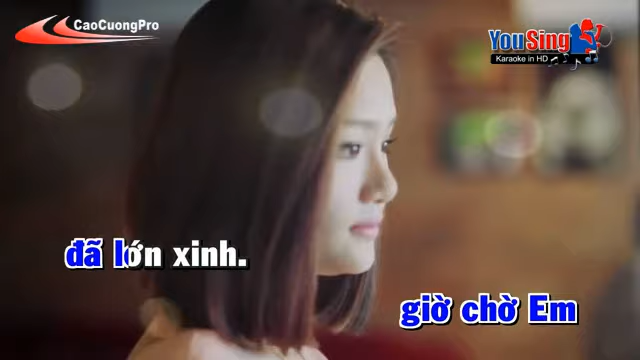 CaoCuongPro
YouSing
Karaoke in HD
đã lớn xinh.
giờ chờ Em